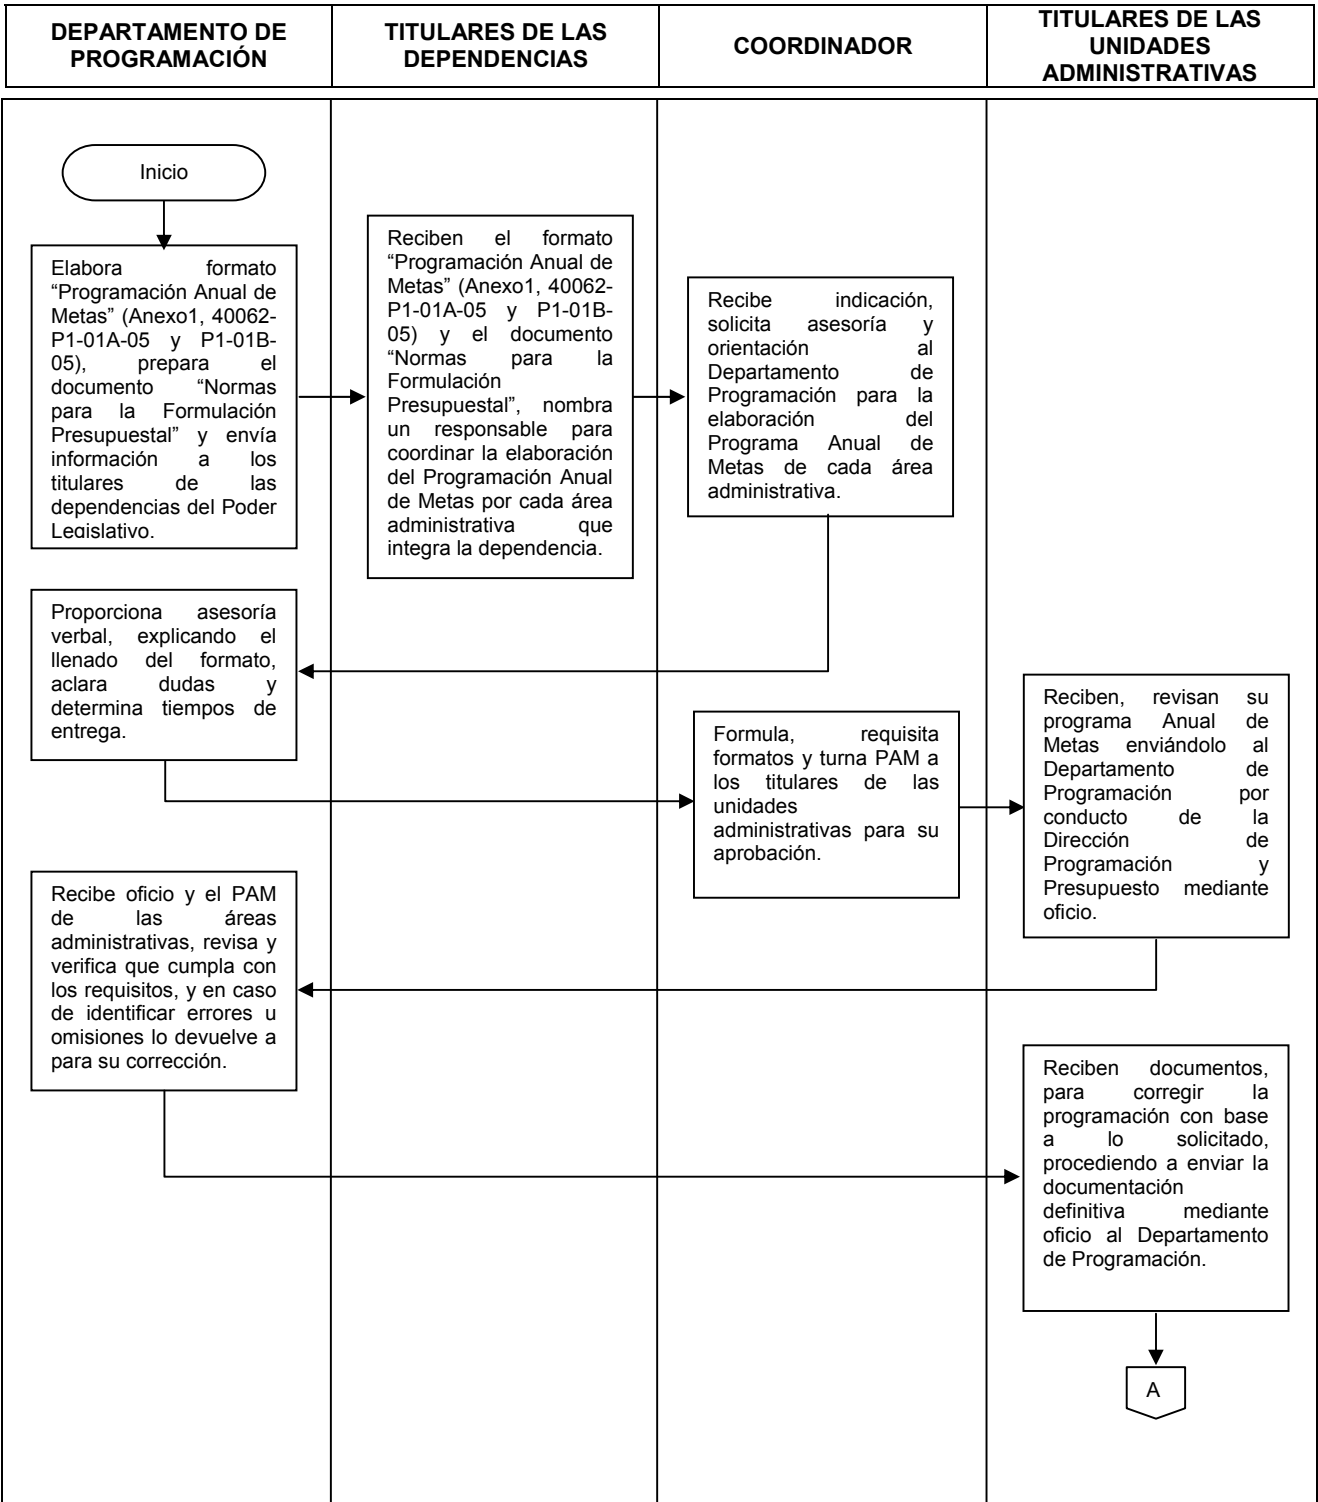 DEPARTAMENTO DE
PROGRAMACIÓN
TITULARES DE LAS
DEPENDENCIAS
COORDINADOR
TITULARES DE LAS
UNIDADES
ADMINISTRATIVAS
Inicio
Elabora formato
“Programación Anual de
Metas” (Anexo1, 40062-
P1-01A-05 y P1-01B-
05), prepara el
documento “Normas
para la Formulación
Presupuestal” y envía
información a los
titulares de las
dependencias del Poder
Legislativo.
Reciben el formato
“Programación Anual de
Metas” (Anexo1, 40062-
P1-01A-05 y P1-01B-
05) y el documento
“Normas para la
Formulación
Presupuestal”, nombra
un responsable para
coordinar la elaboración
del Programación Anual
de Metas por cada área
administrativa que
integra la dependencia.
Recibe indicación,
solicita asesoría y
orientación al
Departamento de
Programación para la
elaboración del
Programa Anual de
Metas de cada área
administrativa.
Proporciona asesoría
verbal, explicando el
llenado del formato,
aclara dudas y
determina tiempos de
entrega.
Formula, requisita
formatos y turna PAM a
los titulares de las
unidades
administrativas para su
aprobación.
Reciben, revisan su
programa Anual de
Metas enviándolo al
Departamento de
Programación por
conducto de la
Dirección de
Programación y
Presupuesto mediante
oficio.
Recibe oficio y el PAM
de las áreas
administrativas, revisa y
verifica que cumpla con
los requisitos, y en caso
de identificar errores u
omisiones lo devuelve a
para su corrección.
Reciben documentos,
para corregir la
programación con base
a lo solicitado,
procediendo a enviar la
documentación
definitiva mediante
oficio al Departamento
de Programación.
A